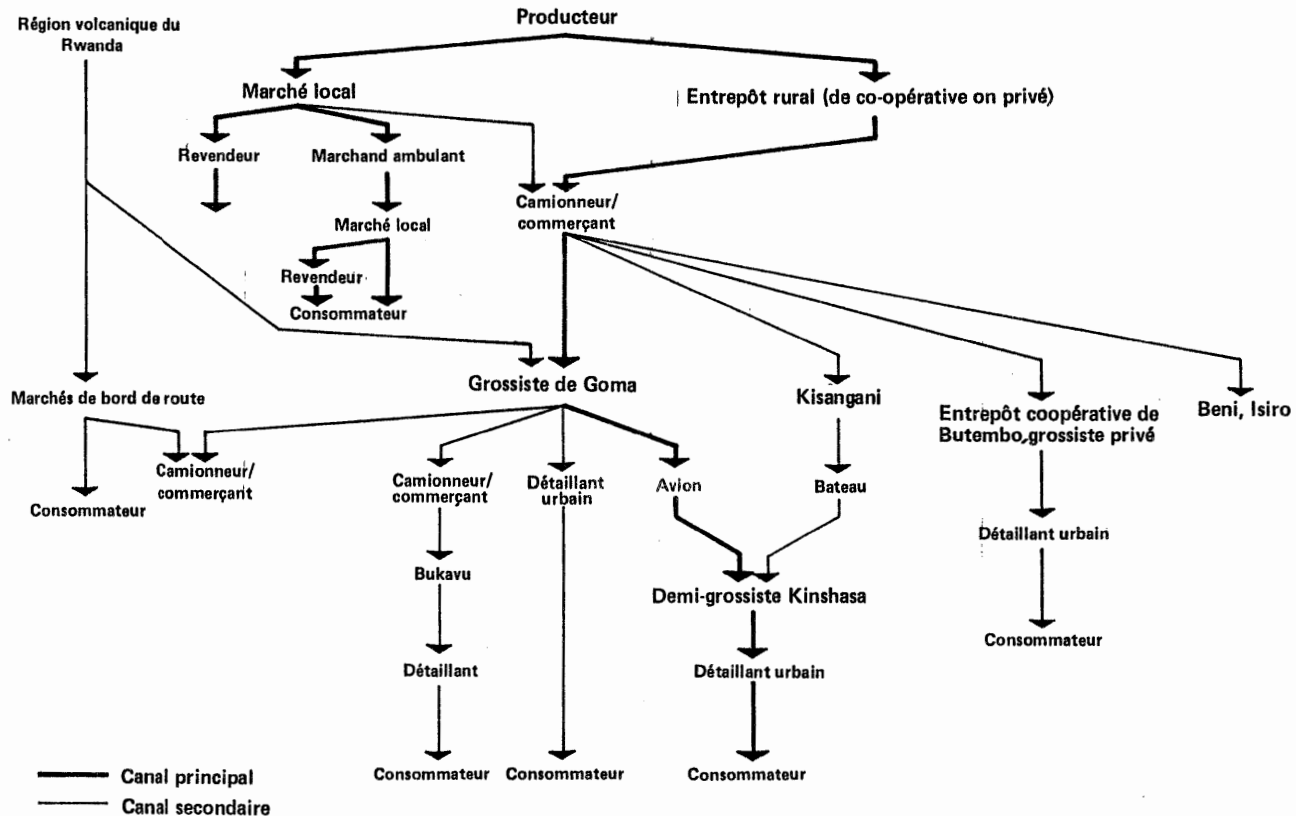 Région volcanique du
Rwanda
Producteur
Marché local
Entrepôt rural (de co-opérative on privé)
Revendeur
Marchand ambulant
Camionneur/
commerçant
Marché local
Revendeur
Consommateur
Grossiste de Goma
Marchés de bord de route
Kisangani
Entrepôt coopérative de
Butembo, grossiste privé
Beni, Isiro
Camionneur/
commerçant
Consommateur
Camionneur/
commerçant
Détaillant
urbain
Avion
Bateau
Détaillant urbain
Bukavu
Demi-grossiste Kinshasa
Consommateur
Détaillant
Détaillant urbain
Consommateur
Consommateur
Consommateur
Canal principal
Canal secondaire